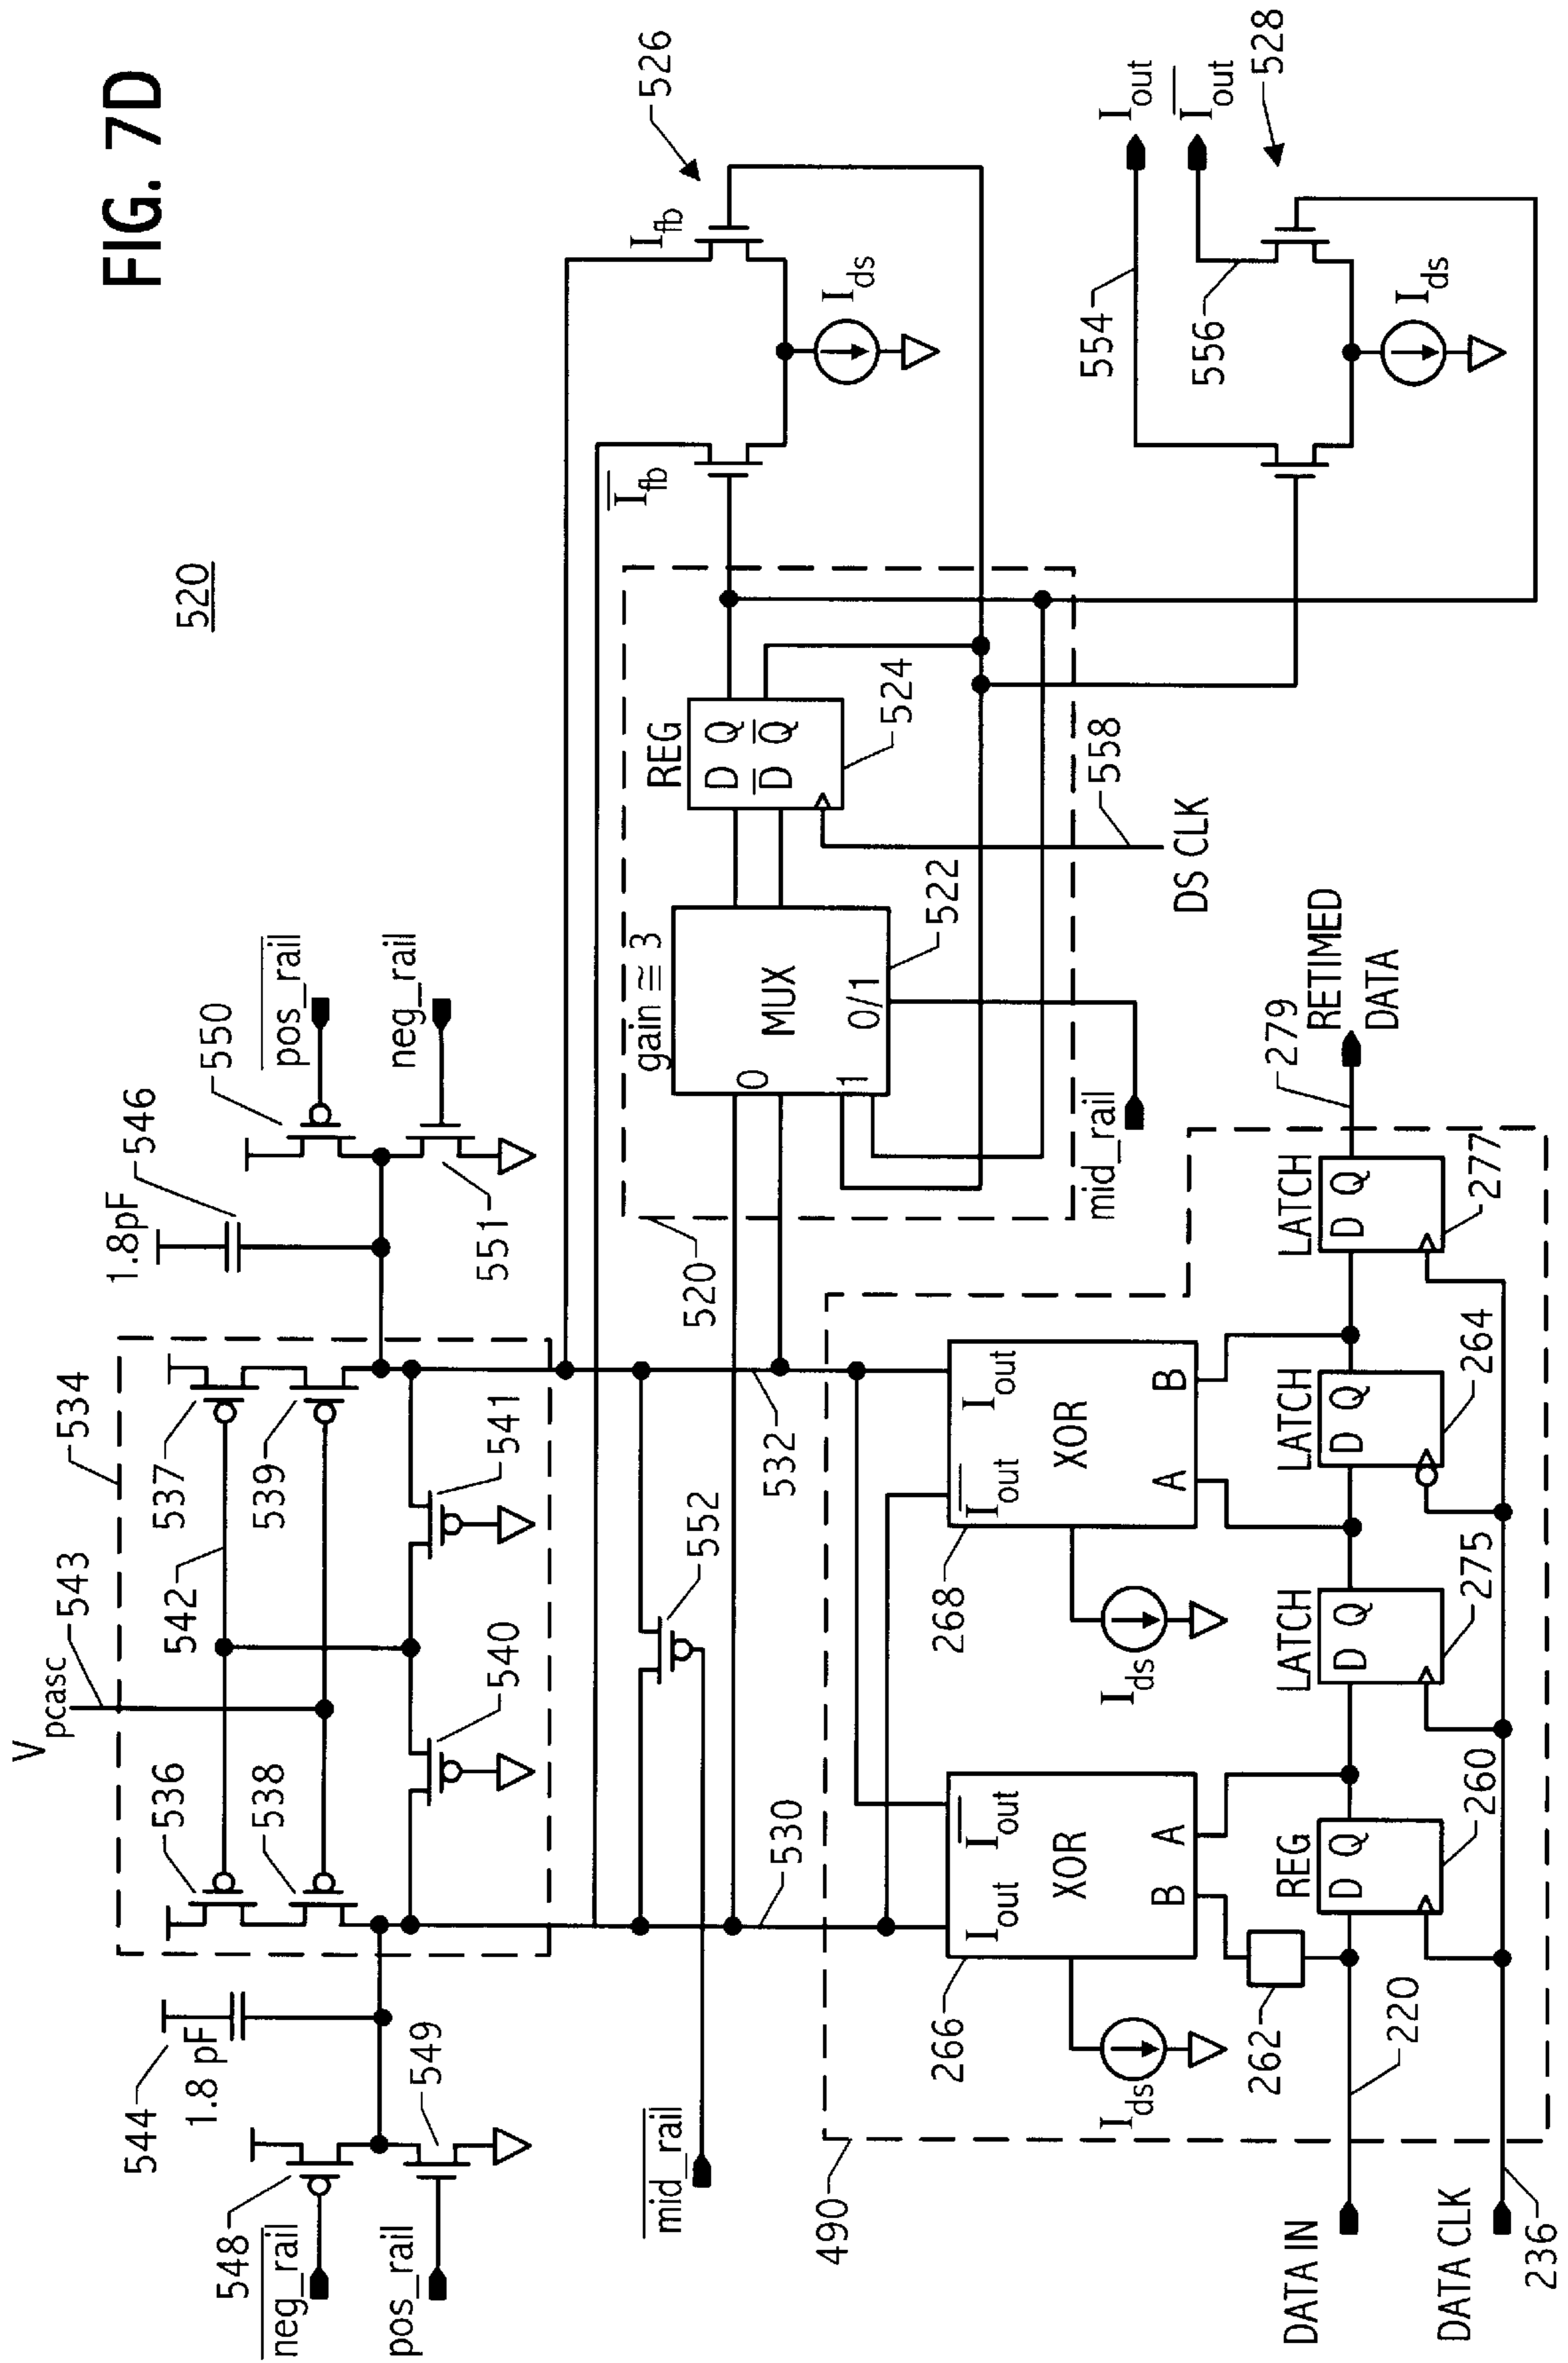 FIG. 7D
520
V
pcasc
543
534
536
542
537
538
539
540
541
544
1.8 pF
1.8pF
546
548
neg_rail
pos_rail
549
550
pos_rail
neg_rail
551
552
mid_rail
530
532
520
gain ≅ 3
0
1
MUX
0/1
522
mid_rail
REG
D Q
D Q
524
DS CLK
558
Ifb
Ifb
526
Ids
554
Iout
556
Iout
528
Ids
490
Iout
Iout
XOR
B
A
266
Ids
262
Iout
Iout
XOR
A
B
268
Ids
DATA IN
220
REG
D Q
260
LATCH
D Q
275
LATCH
D Q
264
LATCH
D Q
277
279
RETIMED
DATA
DATA CLK
236